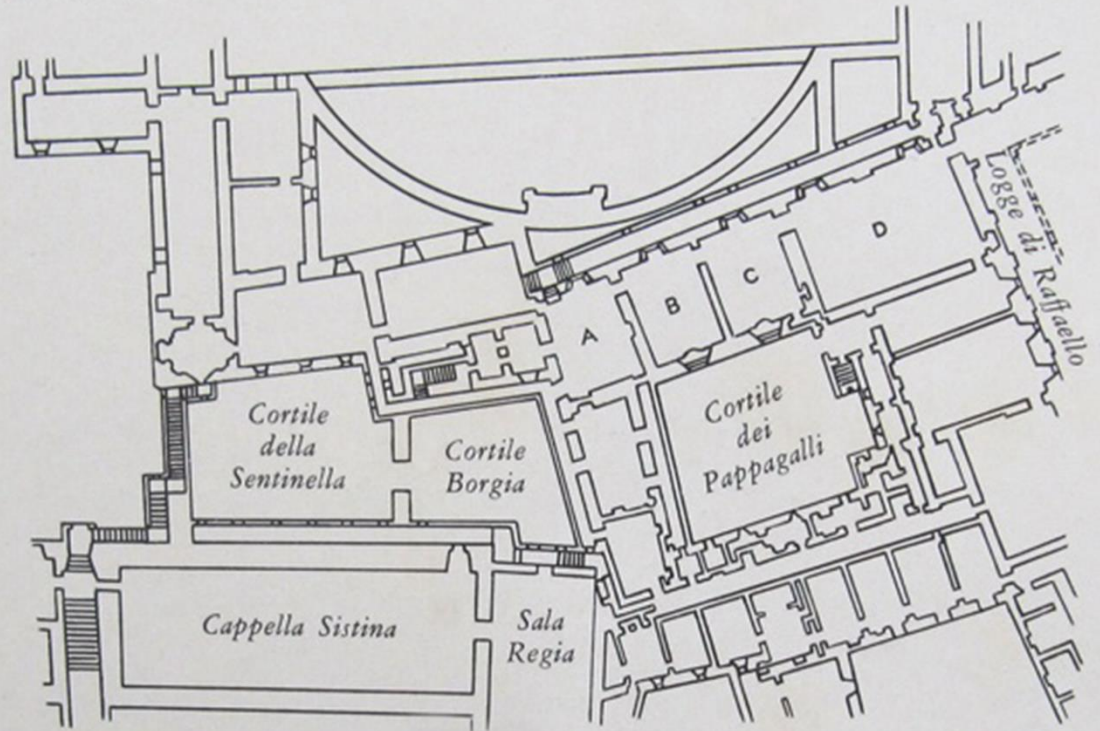 Logge di Raffaello
D
C
B
A
Cortile
della
Sentinella
Cortile
Borgia
Cortile
dei
Pappagalli
Cappella Sistina
Sala
Regia